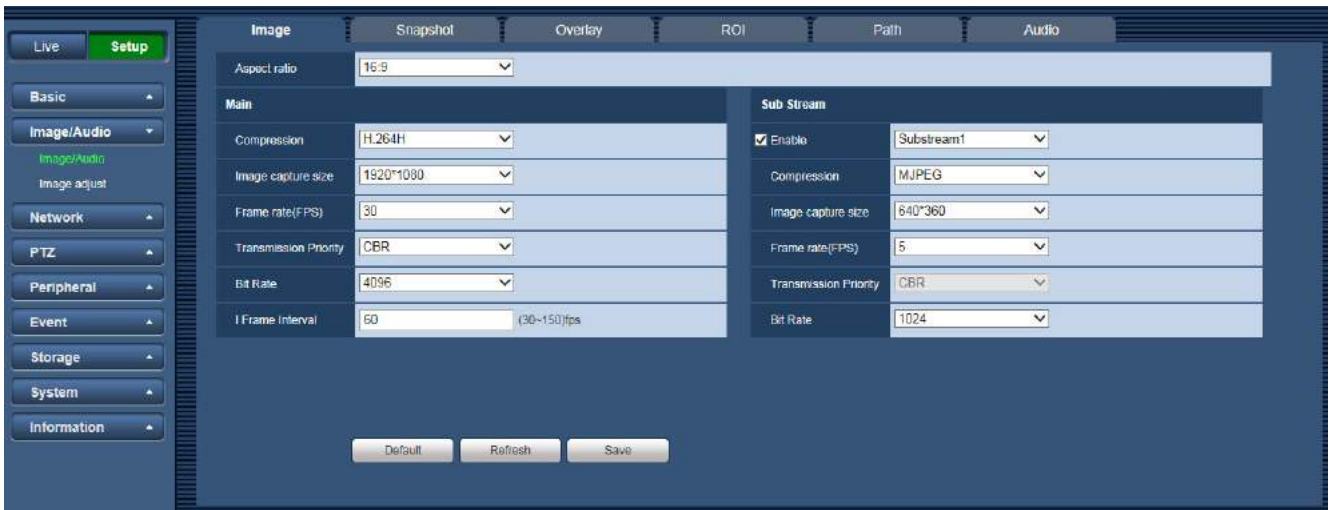 Image Snapshot Overlay ROI Path Audio
Live Setup
Aspect ratio 16:9
Basic
Main Sub Stream
Image/Audio
Compression H.264H Enable Substream1
Image/Audio
Image adjust
Image capture size 1920*1080 Compression MJPEG
Network
Frame rate(FPS) 30 Image capture size 640*360
PTZ
Transmission Priority CBR Frame rate(FPS) 5
Peripheral
Bit Rate 4096 Transmission Priority CBR
Event
I Frame Interval 60 (30~150)fps Bit Rate 1024
Storage
System
Information
Default Refresh Save